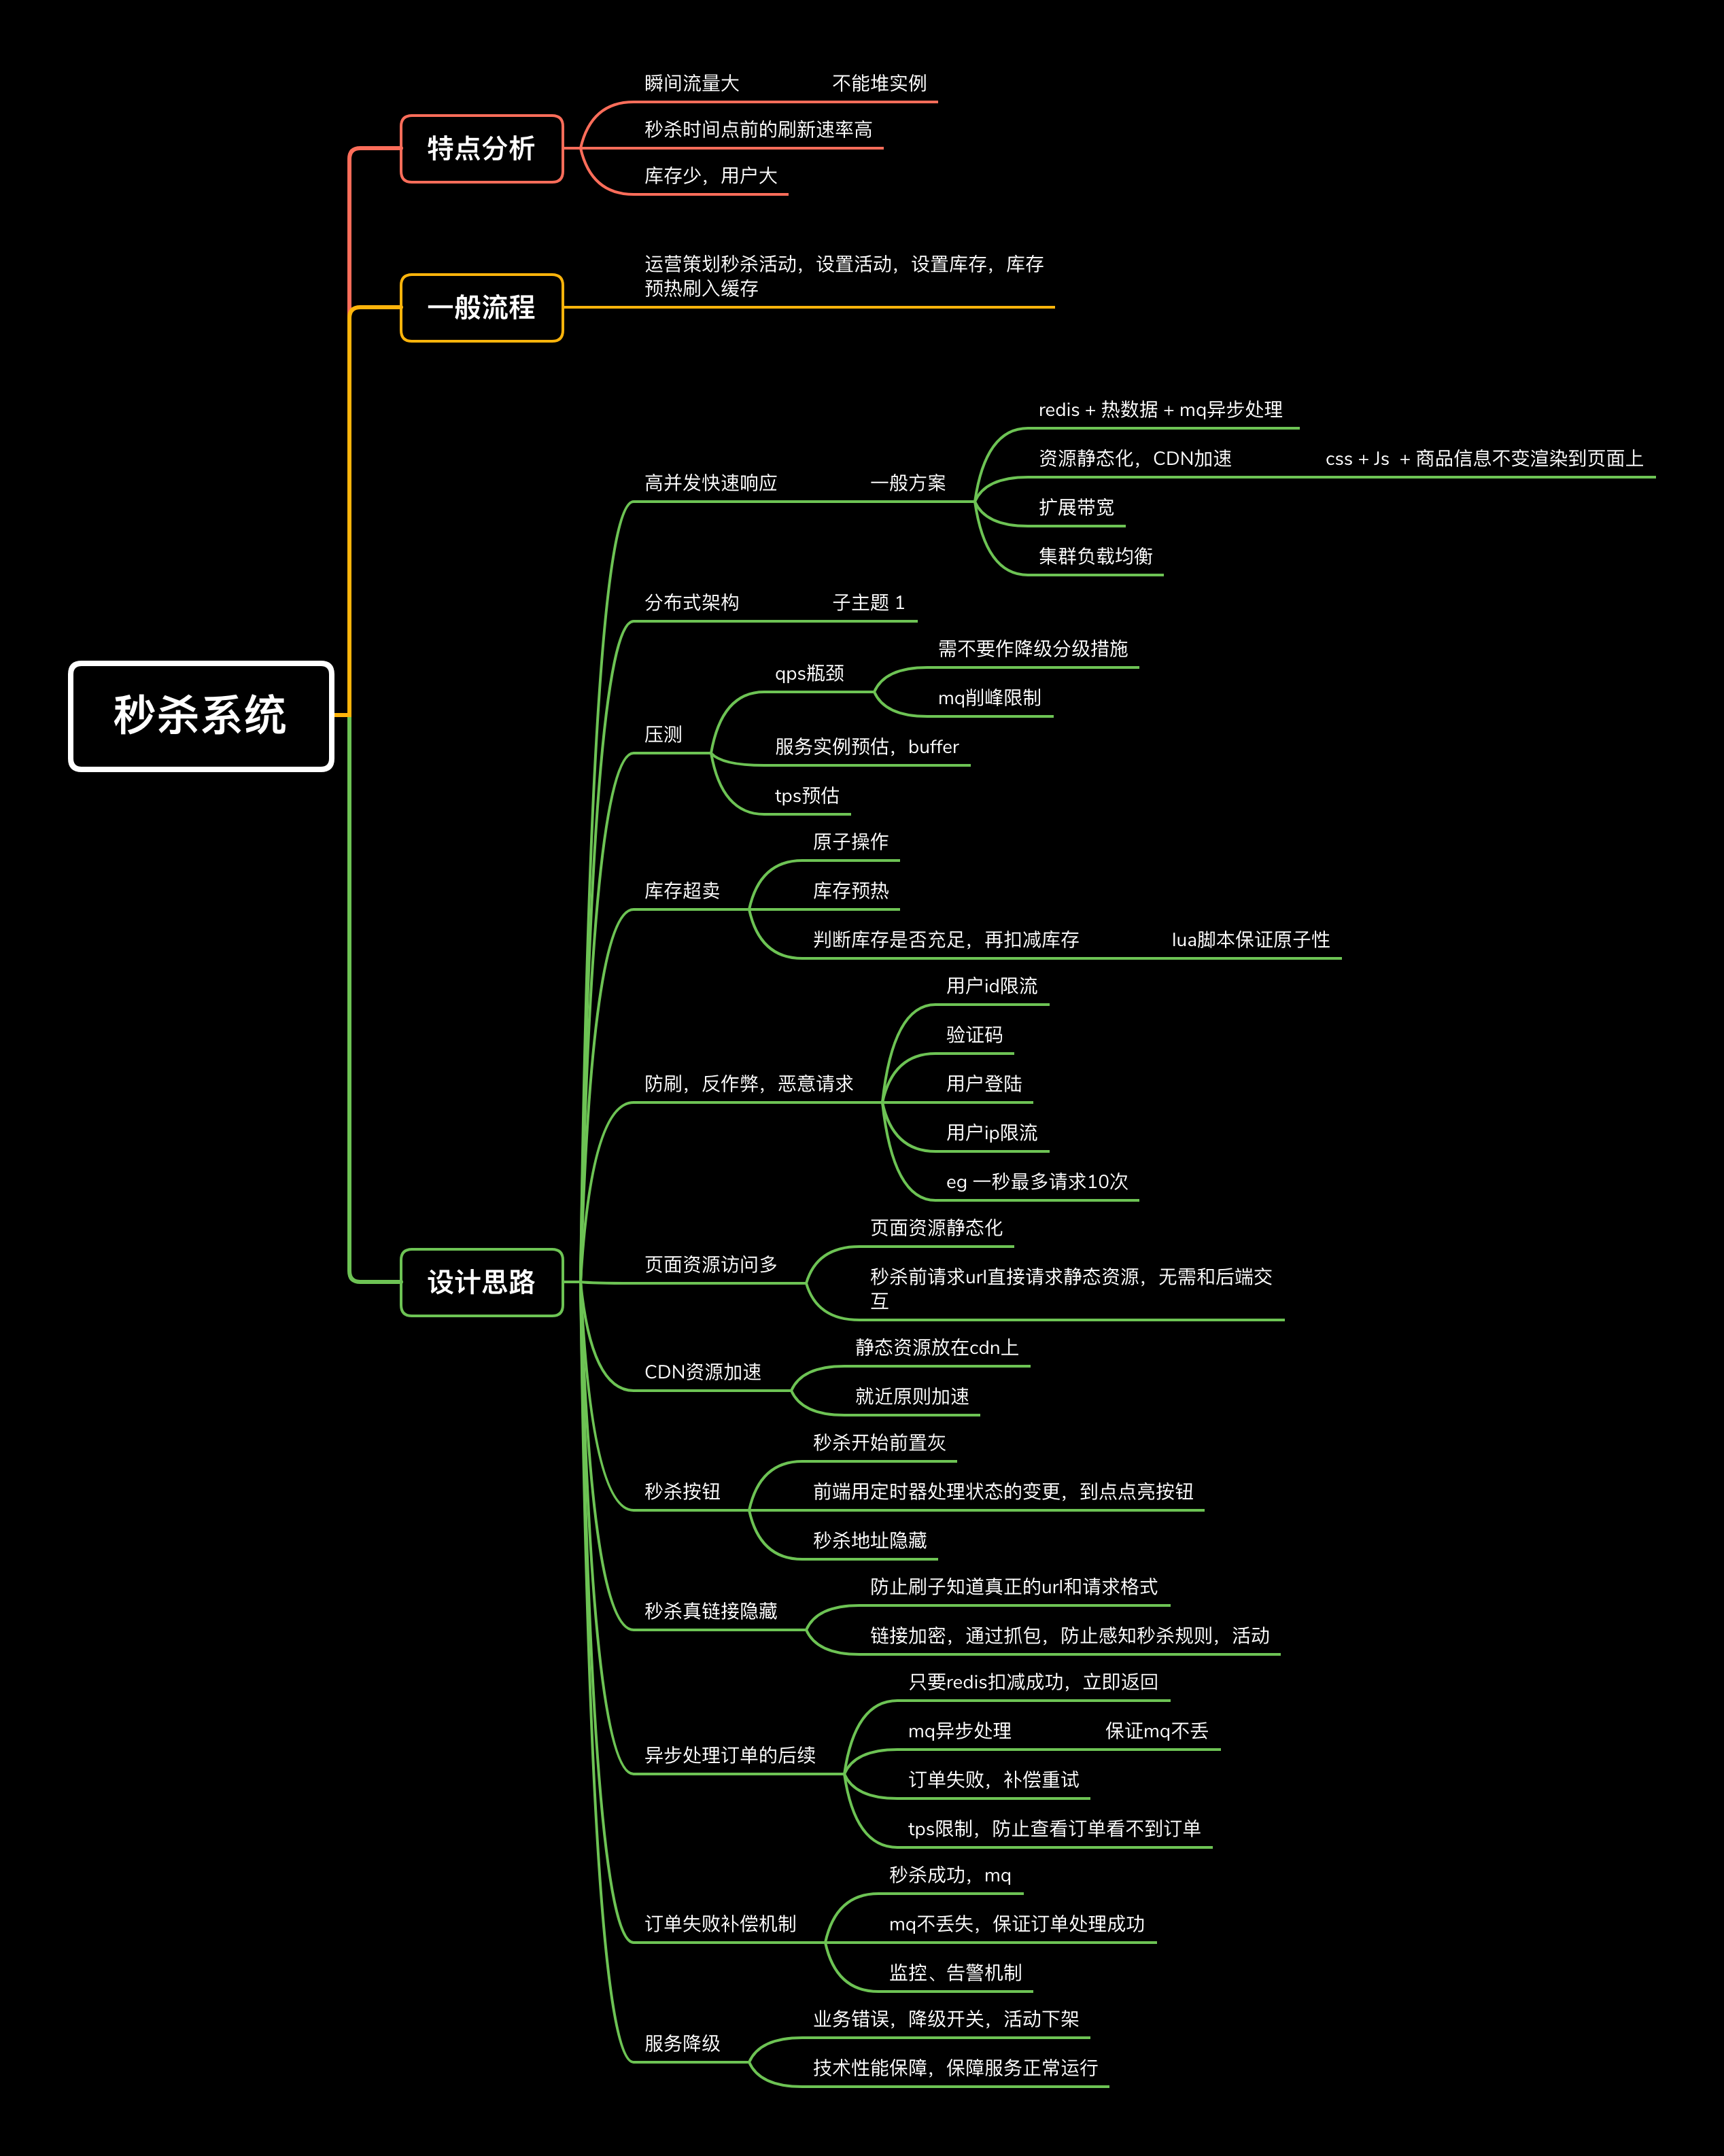 秒杀系统
特点分析
瞬间流量大
不能堆实例
秒杀时间点前的刷新速率高
库存少，用户大
一般流程
运营策划秒杀活动，设置活动，设置库存，库存
预热刷入缓存
设计思路
高并发快速响应
一般方案
redis + 热数据 + mq异步处理
资源静态化，CDN加速
css + Js + 商品信息不变渲染到页面上
扩展带宽
集群负载均衡
分布式架构
子主题 1
压测
qps瓶颈
需不要作降级分级措施
mq削峰限制
服务实例预估，buffer
tps预估
库存超卖
原子操作
库存预热
判断库存是否充足，再扣减库存
lua脚本保证原子性
防刷，反作弊，恶意请求
用户id限流
验证码
用户登陆
用户ip限流
eg 一秒最多请求10次
页面资源访问多
页面资源静态化
秒杀前请求url直接请求静态资源，无需和后端交
互
CDN资源加速
静态资源放在cdn上
就近原则加速
秒杀按钮
秒杀开始前置灰
前端用定时器处理状态的变更，到点点亮按钮
秒杀地址隐藏
秒杀真链接隐藏
防止刷子知道真正的url和请求格式
链接加密，通过抓包，防止感知秒杀规则，活动
异步处理订单的后续
只要redis扣减成功，立即返回
mq异步处理
保证mq不丢
订单失败，补偿重试
tps限制，防止查看订单看不到订单
订单失败补偿机制
秒杀成功，mq
mq不丢失，保证订单处理成功
监控、告警机制
服务降级
业务错误，降级开关，活动下架
技术性能保障，保障服务正常运行